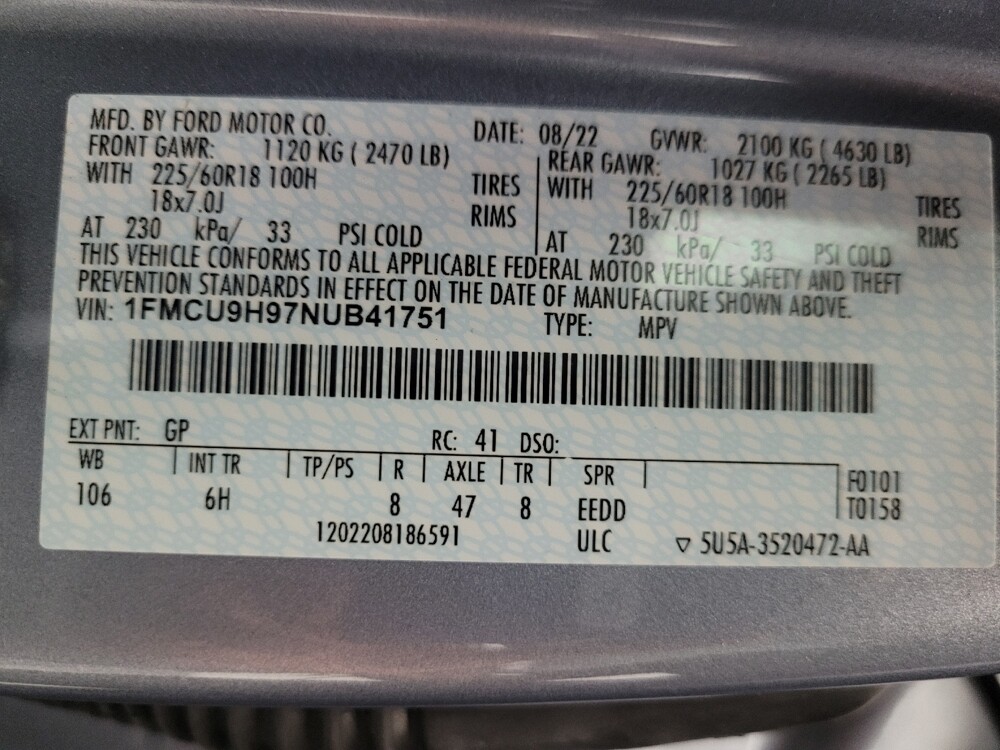 MFD. BY FORD MOTOR CO. DATE: 08/22 GVWR: 2100 KG ( 4630 LB)
FRONT GAWR: 1120 KG ( 2470 LB) REAR GAWR: 1027 KG ( 2265 LB)
WITH 225/60R18 100H TIRES WITH 225/60R18 100H TIRES
18x7.0J RIMS 18x7.0J RIMS
AT 230 kPa/ 33 PSI COLD AT 230 kPa/ 33 PSI COLD
THIS VEHICLE CONFORMS TO ALL APPLICABLE FEDERAL MOTOR VEHICLE SAFETY AND THEFT
PREVENTION STANDARDS IN EFFECT ON THE DATE OF MANUFACTURE SHOWN ABOVE.
VIN: 1FMCU9H97NUB41751 TYPE: MPV
EXT PNT: GP RC: 41 DSO:
WB INT TR TP/PS R AXLE TR SPR F0101
106 6H 8 47 8 EEDD T0158
1202208186591 ULC ▽ 5U5A-3520472-AA